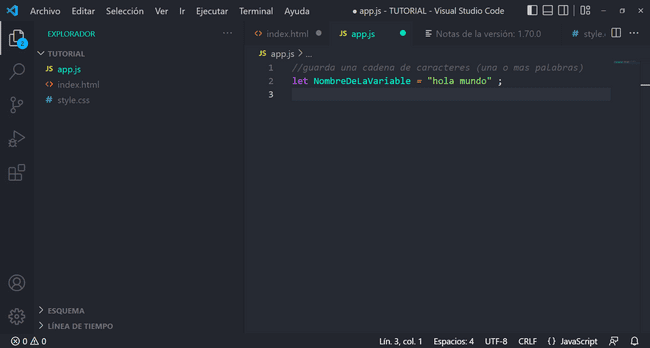 Archivo Editar Selección Ver Ir Ejecutar Terminal Ayuda ● app.js - TUTORIAL - Visual Studio Code
EXPLORADOR ···
TUTORIAL
JS app.js
<> index.html
# style.css
ESQUEMA
LÍNEA DE TIEMPO
2
<> index.html JS app.js Notas de la versión: 1.70.0 # style.c ···
JS app.js > ...
1 //guarda una cadena de caracteres (una o mas palabras)
2 let NombreDeLaVariable = "hola mundo" ;
3
0 0 Lín. 3, col. 1 Espacios: 4 UTF-8 CRLF {} JavaScript